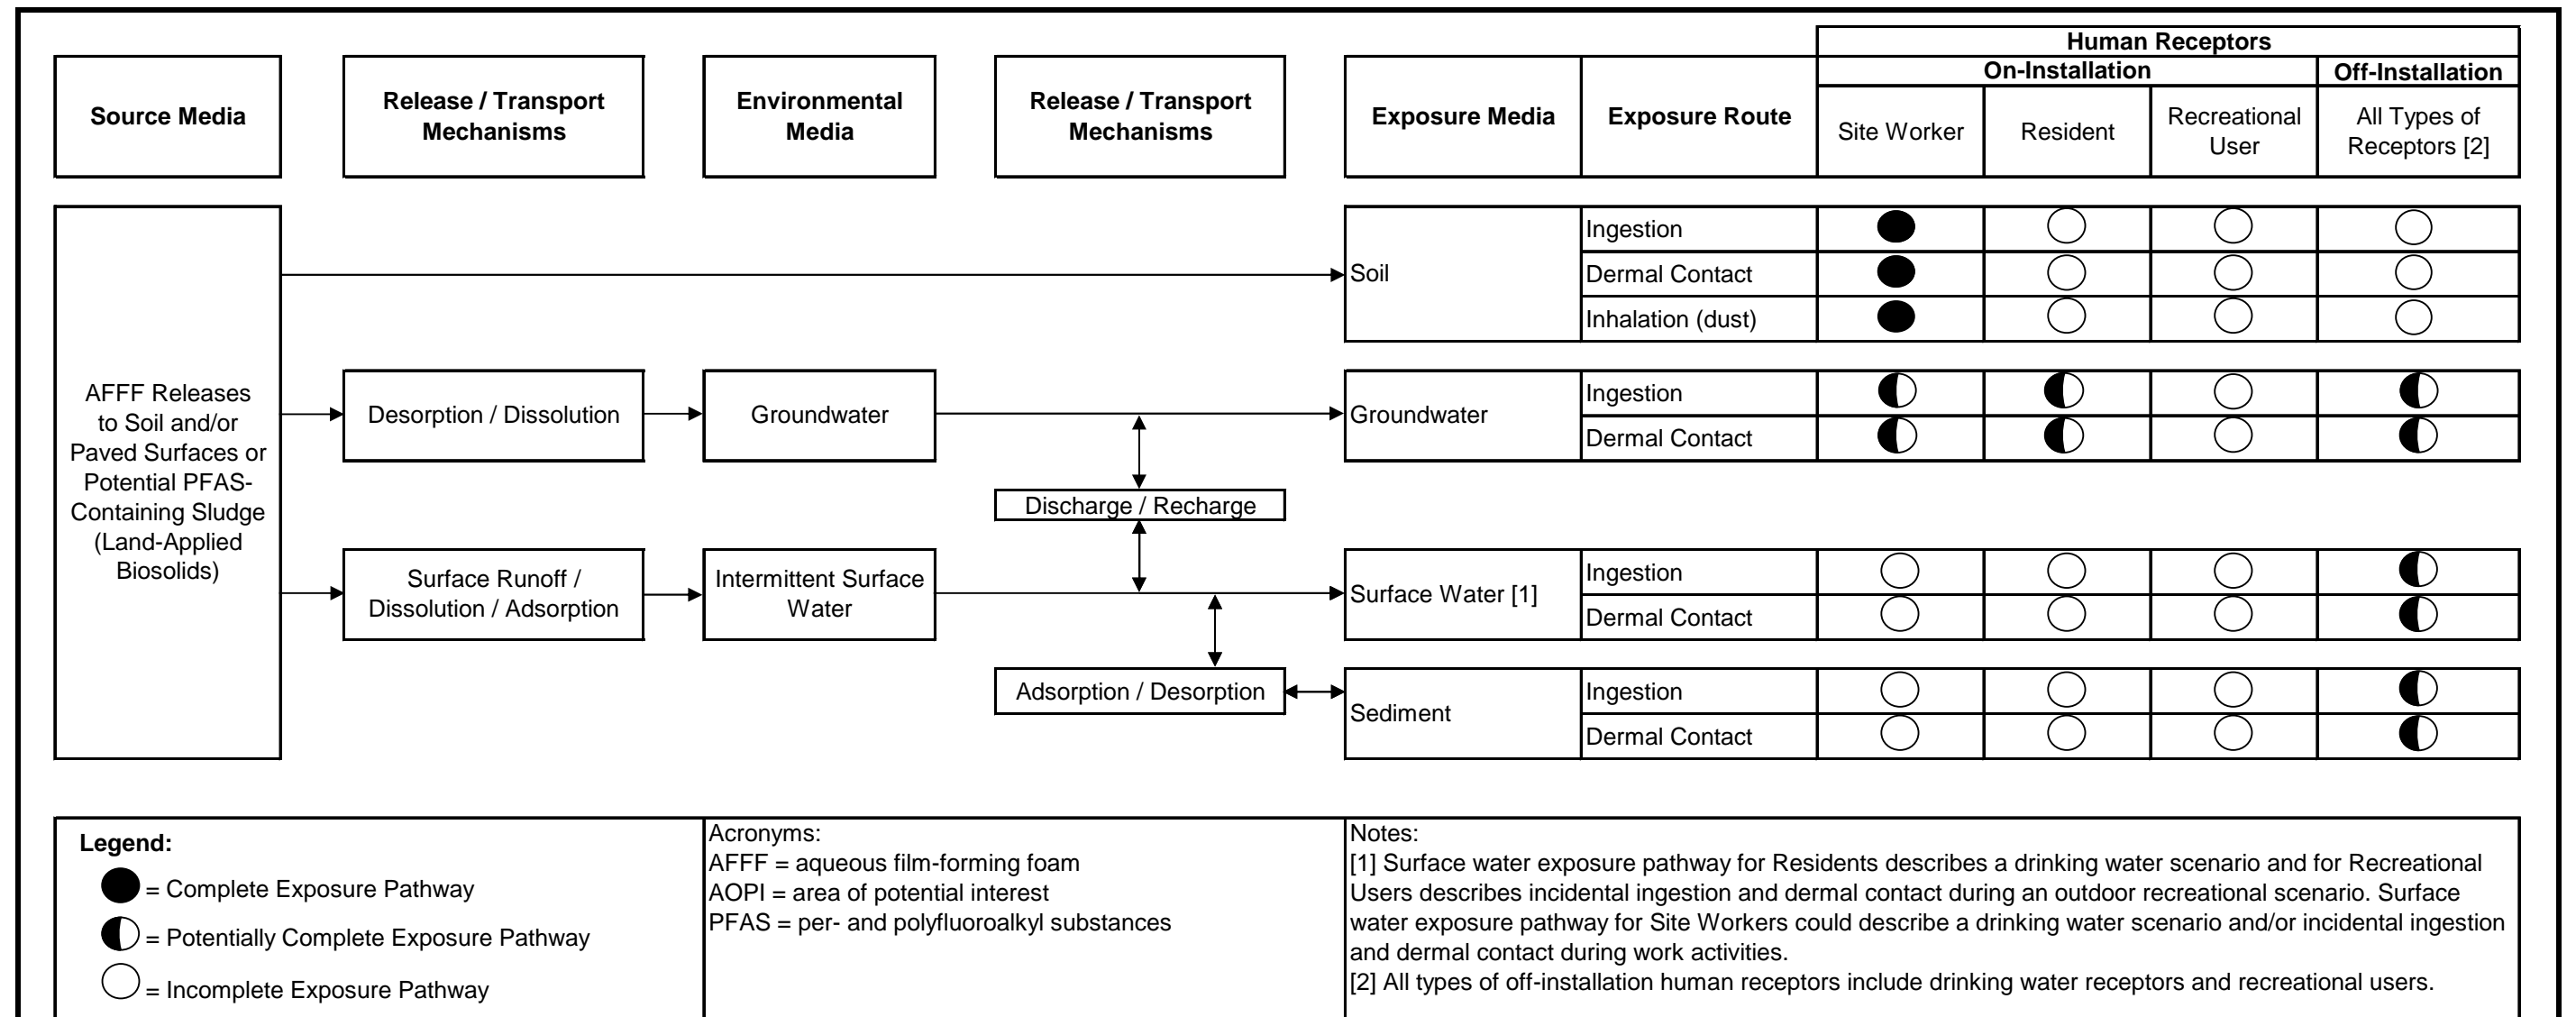 Human Receptors
On-Installation
Off-Installation
Source Media
Release / Transport
Mechanisms
Environmental
Media
Release / Transport
Mechanisms
Exposure Media
Exposure Route
Site Worker
Resident
Recreational
User
All Types of
Receptors [2]
AFFF Releases
to Soil and/or
Paved Surfaces or
Potential PFAS-
Containing Sludge
(Land-Applied
Biosolids)
Soil
Ingestion
Dermal Contact
Inhalation (dust)
Desorption / Dissolution
Groundwater
Groundwater
Ingestion
Dermal Contact
Discharge / Recharge
Surface Runoff /
Dissolution / Adsorption
Intermittent Surface
Water
Surface Water [1]
Ingestion
Dermal Contact
Adsorption / Desorption
Sediment
Ingestion
Dermal Contact
Legend:
= Complete Exposure Pathway
= Potentially Complete Exposure Pathway
= Incomplete Exposure Pathway
Acronyms:
AFFF = aqueous film-forming foam
AOPI = area of potential interest
PFAS = per- and polyfluoroalkyl substances
Notes:
[1] Surface water exposure pathway for Residents describes a drinking water scenario and for Recreational
Users describes incidental ingestion and dermal contact during an outdoor recreational scenario. Surface
water exposure pathway for Site Workers could describe a drinking water scenario and/or incidental ingestion
and dermal contact during work activities.
[2] All types of off-installation human receptors include drinking water receptors and recreational users.